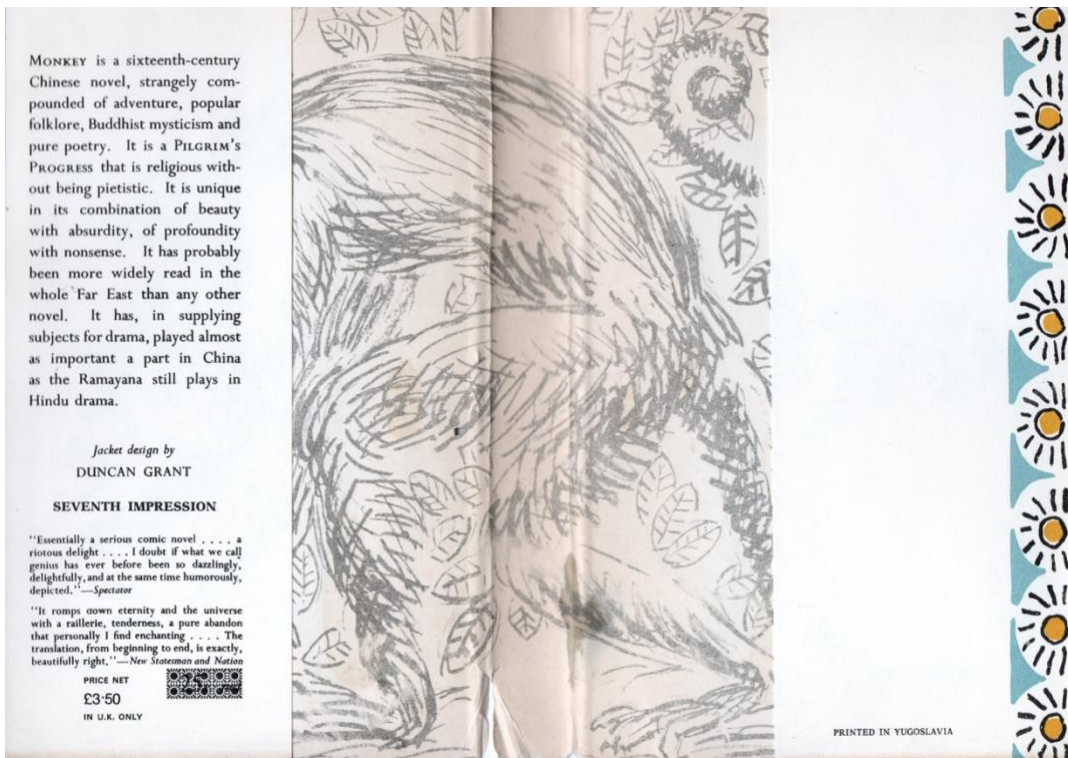 MONKEY is a sixteenth-century
Chinese novel, strangely com-
pounded of adventure, popular
folklore, Buddhist mysticism and
pure poetry. It is a PILGRIM'S
PROGRESS that is religious with-
out being pietistic. It is unique
in its combination of beauty
with absurdity, of profoundity
with nonsense. It has probably
been more widely read in the
whole Far East than any other
novel. It has, in supplying
subjects for drama, played almost
as important a part in China
as the Ramayana still plays in
Hindu drama.
Jacket design by
DUNCAN GRANT
SEVENTH IMPRESSION
"Essentially a serious comic novel . . . . a
riotous delight . . . . I doubt if what we call
genius has ever before been so dazzlingly,
delightfully, and at the same time humorously,
depicted."—Spectator
"It romps down eternity and the universe
with a raillerie, tenderness, a pure abandon
that personally I find enchanting . . . . The
translation, from beginning to end, is exactly,
beautifully right."—New Statesman and Nation
PRICE NET
£3·50
IN U.K. ONLY
PRINTED IN YUGOSLAVIA